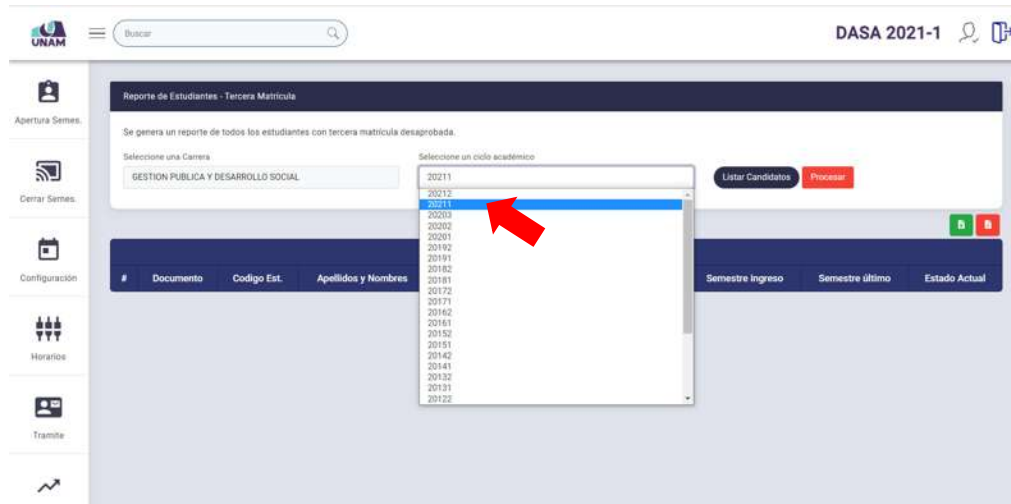 UNAM
Buscar
DASA 2021-1
Apertura Semes.
Cerrar Semes.
Configuración
Horarios
Tramite
Reporte de Estudiantes - Tercera Matricula
Se genera un reporte de todos los estudiantes con tercera matrícula desaprobada.
Seleccione una Carrera
GESTION PUBLICA Y DESARROLLO SOCIAL
Seleccione un ciclo académico
20211
Listar Candidatos
Procesar
20212
20211
20203
20202
20201
20192
20191
20182
20181
20172
20171
20162
20161
20152
20151
20142
20141
20132
20131
20122
# Documento Codigo Est. Apellidos y Nombres Semestre Ingreso Semestre último Estado Actual